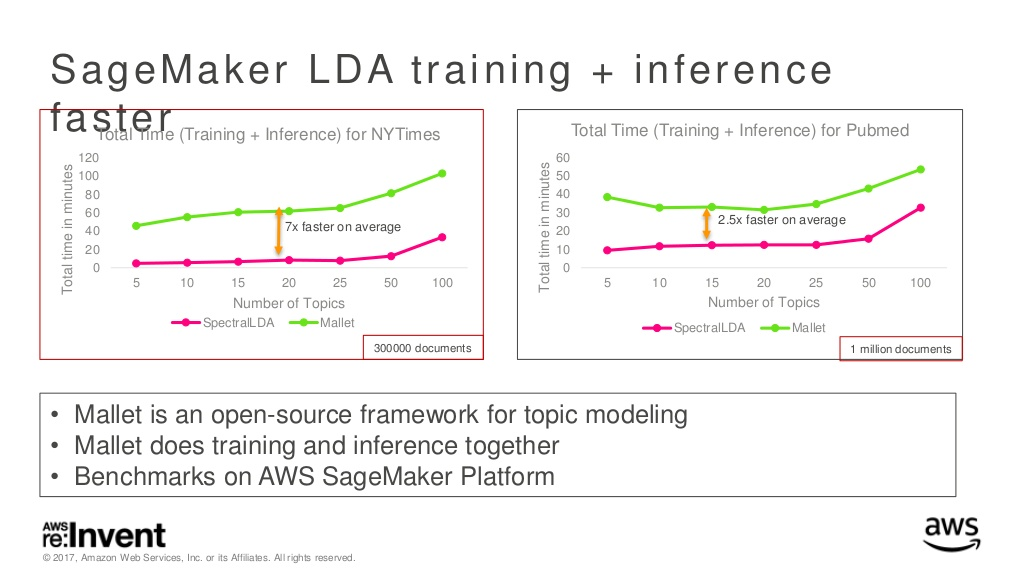 SageMaker LDA training + inference
faster
Total Time (Training + Inference) for NYTimes
Total time in minutes
120
100
80
60
40
20
0
7x faster on average
5 10 15 20 25 50 100
Number of Topics
SpectralLDA Mallet
300000 documents
Total Time (Training + Inference) for Pubmed
Total time in minutes
60
50
40
30
20
10
0
2.5x faster on average
5 10 15 20 25 50 100
Number of Topics
SpectralLDA Mallet
1 million documents
• Mallet is an open-source framework for topic modeling
• Mallet does training and inference together
• Benchmarks on AWS SageMaker Platform
AWS
re:Invent
© 2017, Amazon Web Services, Inc. or its Affiliates. All rights reserved.
aws